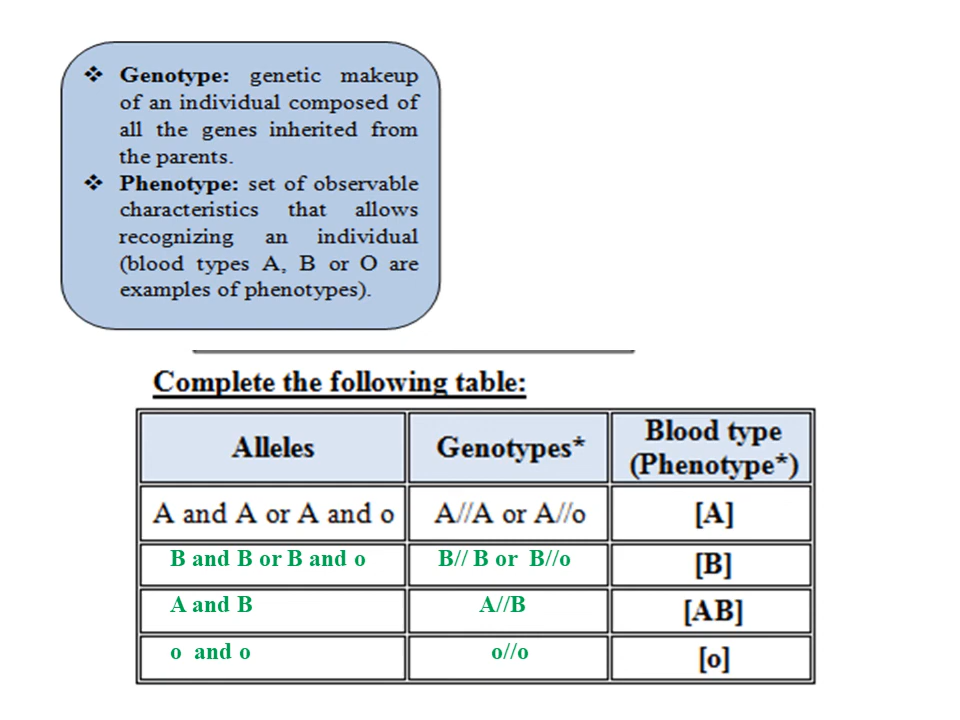 ❖ Genotype: genetic makeup
of an individual composed of
all the genes inherited from
the parents.
❖ Phenotype: set of observable
characteristics that allows
recognizing an individual
(blood types A, B or O are
examples of phenotypes).
Complete the following table:
Alleles Genotypes* Blood type
(Phenotype*)
A and A or A and o A//A or A//o [A]
B and B or B and o B// B or B//o [B]
A and B A//B [AB]
o and o o//o [o]